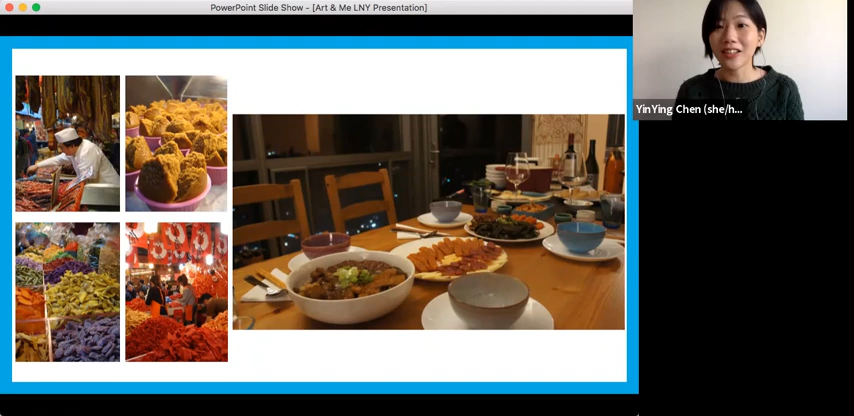 PowerPoint Slide Show - [Art & Me LNY Presentation]
YinYing Chen (she/h...